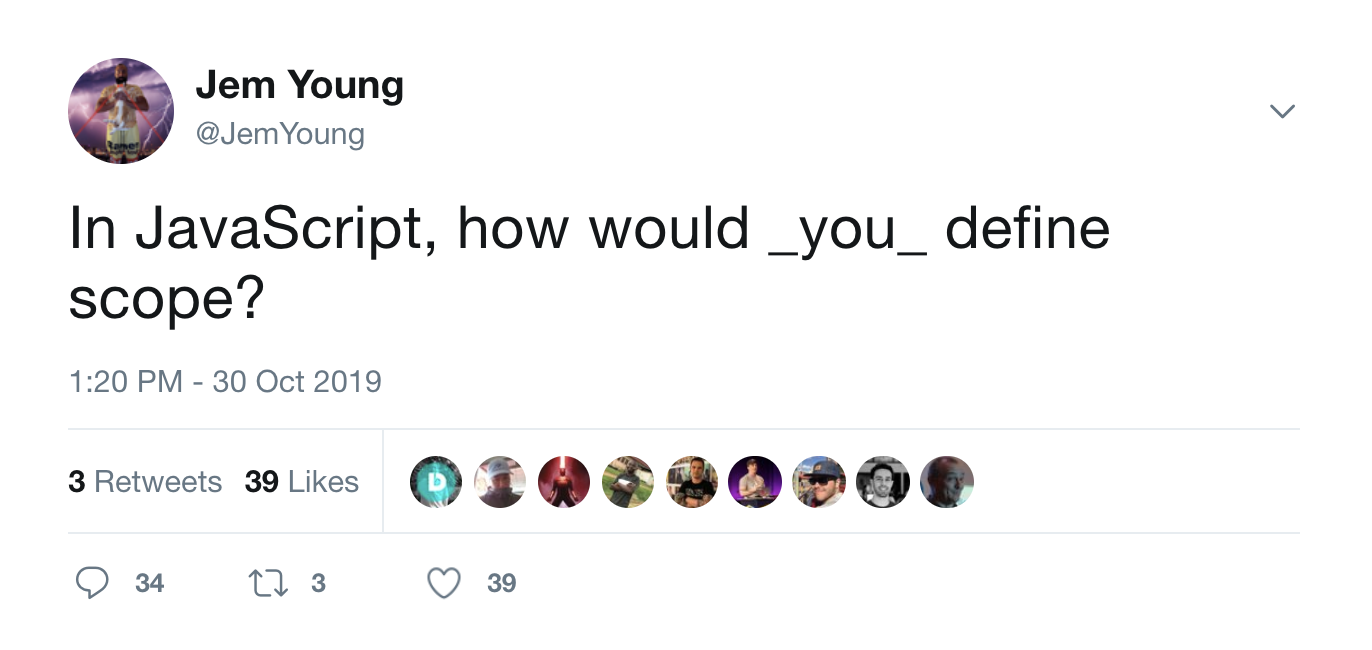 Jem Young
@JemYoung
In JavaScript, how would _you_ define
scope?
1:20 PM - 30 Oct 2019
3 Retweets 39 Likes
b
34 3 39